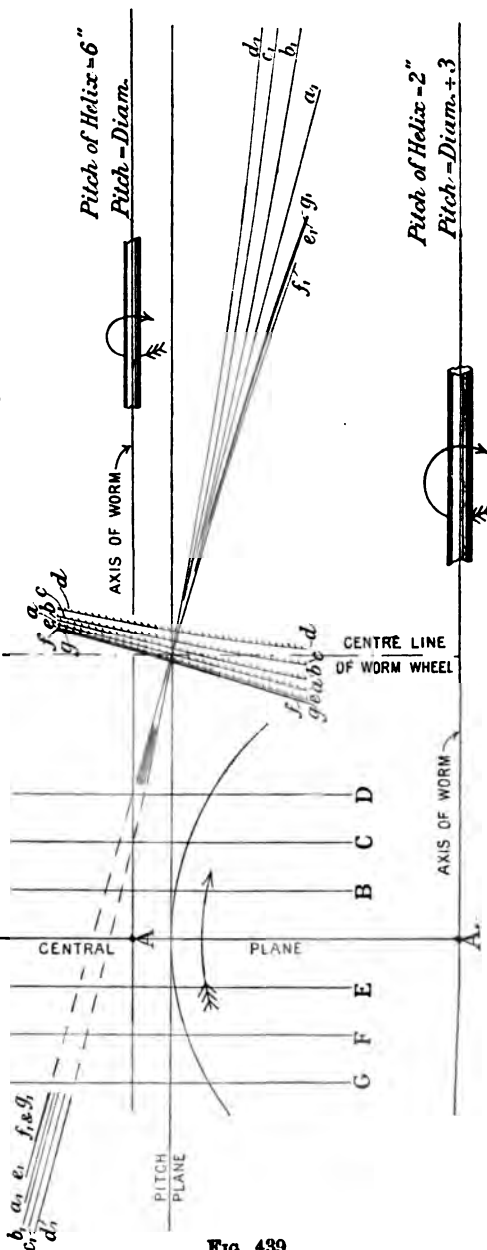 Pitch of Helix=6"
Pitch=Diam.
AXIS OF WORM
d1
c1
b1
a1
e1
g1
f1
a
b
c
d
e
f
g
CENTRE LINE
OF WORM WHEEL
f
g e a b c
d
Pitch of Helix=2"
Pitch=Diam.÷3
AXIS OF WORM
b1
c1
d1
a1
e1
f1 & g1
CENTRAL
PLANE
A
PITCH
PLANE
G
F
E
B
C
D
A
FIG. 439